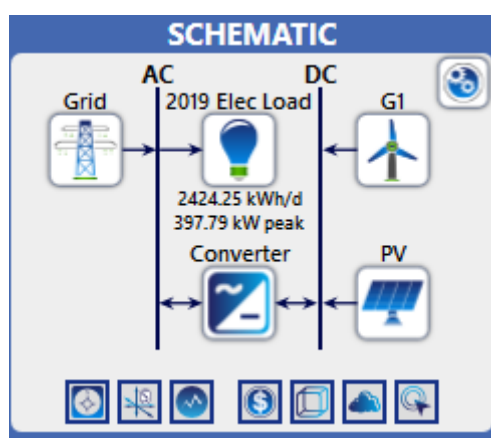 SCHEMATIC
AC DC
Grid 2019 Elec Load G1
2424.25 kWh/d
397.79 kW peak
Converter PV